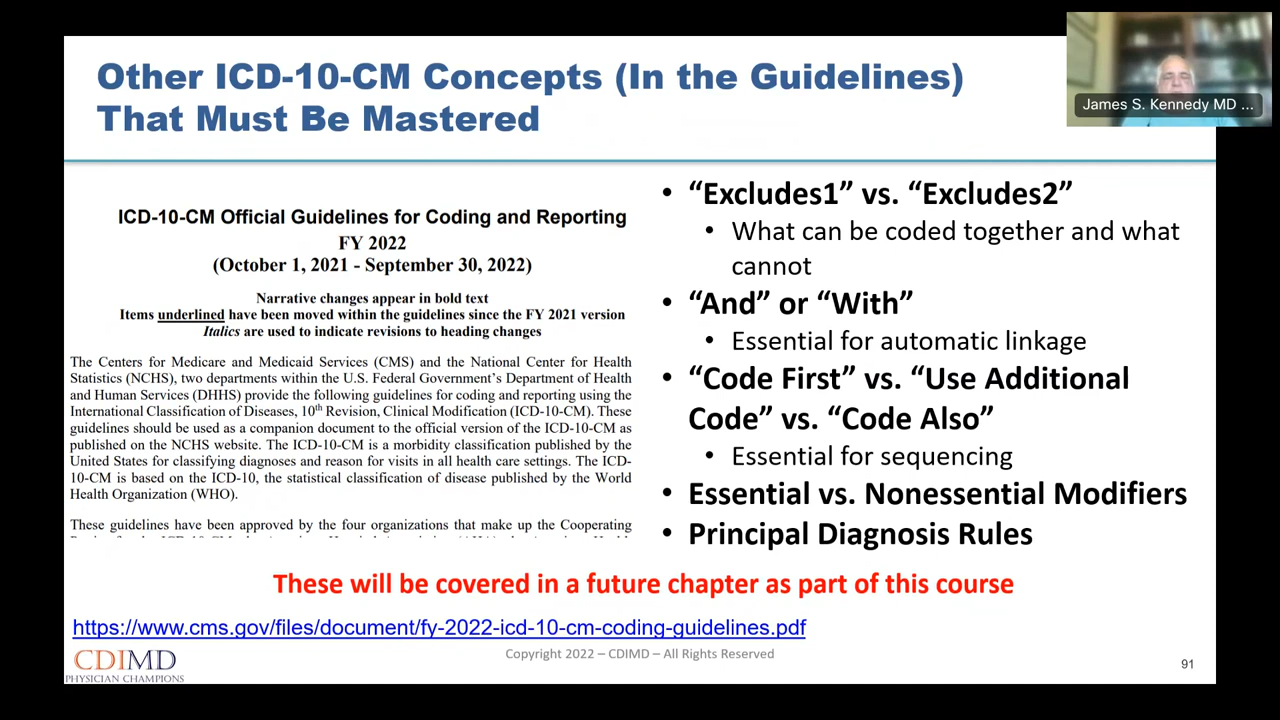 Other ICD-10-CM Concepts (In the Guidelines)
That Must Be Mastered
James S. Kennedy MD ...
ICD-10-CM Official Guidelines for Coding and Reporting
FY 2022
(October 1, 2021 - September 30, 2022)
Narrative changes appear in bold text
Items underlined have been moved within the guidelines since the FY 2021 version
Italics are used to indicate revisions to heading changes
The Centers for Medicare and Medicaid Services (CMS) and the National Center for Health
Statistics (NCHS), two departments within the U.S. Federal Government’s Department of Health
and Human Services (DHHS) provide the following guidelines for coding and reporting using the
International Classification of Diseases, 10th Revision, Clinical Modification (ICD-10-CM). These
guidelines should be used as a companion document to the official version of the ICD-10-CM as
published on the NCHS website. The ICD-10-CM is a morbidity classification published by the
United States for classifying diagnoses and reason for visits in all health care settings. The ICD-
10-CM is based on the ICD-10, the statistical classification of disease published by the World
Health Organization (WHO).
These guidelines have been approved by the four organizations that make up the Cooperating
• “Excludes1” vs. “Excludes2”
• What can be coded together and what
cannot
• “And” or “With”
• Essential for automatic linkage
• “Code First” vs. “Use Additional
Code” vs. “Code Also”
• Essential for sequencing
• Essential vs. Nonessential Modifiers
• Principal Diagnosis Rules
These will be covered in a future chapter as part of this course
https://www.cms.gov/files/document/fy-2022-icd-10-cm-coding-guidelines.pdf
CDIMD
PHYSICIAN CHAMPIONS
Copyright 2022 – CDIMD – All Rights Reserved
91